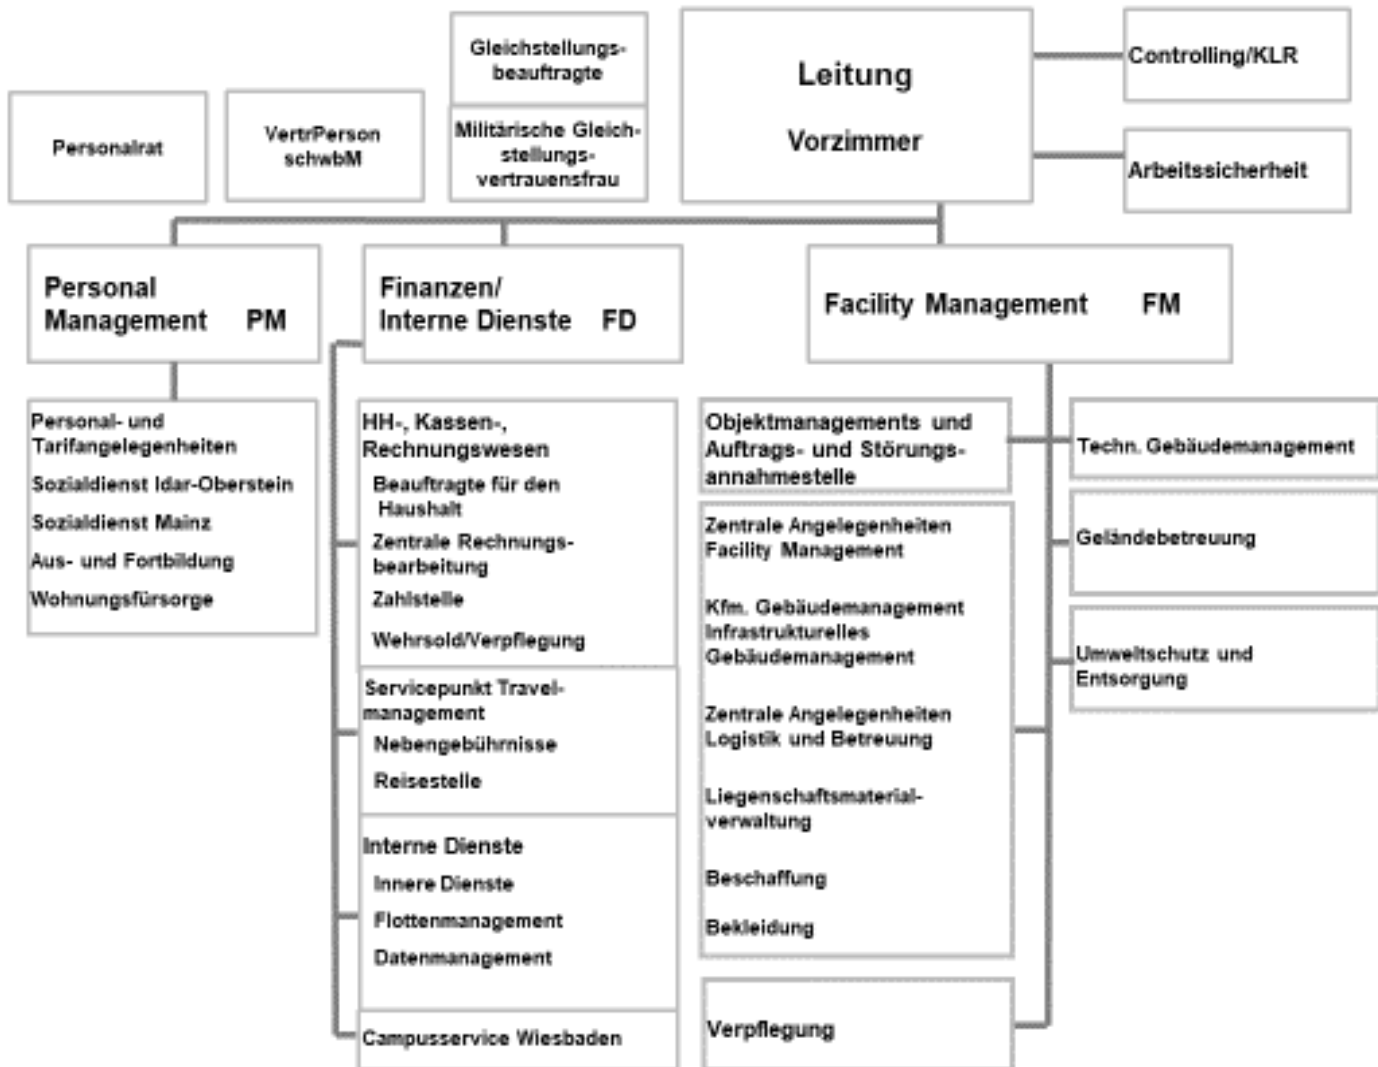 Gleichstellungs-
beauftragte
Militärische Gleich-
stellungs-
vertrauensfrau
Personalrat
VertrPerson
schwbM
Leitung
Vorzimmer
Controlling/KLR
Arbeitssicherheit
Personal
Management PM
Finanzen/
Interne Dienste FD
Facility Management FM
Personal- und
Tarifangelegenheiten
Sozialdienst Idar-Oberstein
Sozialdienst Mainz
Aus- und Fortbildung
Wohnungsfürsorge
HH-, Kassen-,
Rechnungswesen
Beauftragte für den
Haushalt
Zentrale Rechnungs-
bearbeitung
Zahlstelle
Wehrsold/Verpflegung
Servicepunkt Travel-
management
Nebengebührnisse
Reisestelle
Interne Dienste
Innere Dienste
Flottenmanagement
Datenmanagement
Campusservice Wiesbaden
Objektmanagements und
Auftrags- und Störungs-
annahmestelle
Zentrale Angelegenheiten
Facility Management
Kfm. Gebäudemanagement
Infrastrukturelles
Gebäudemanagement
Zentrale Angelegenheiten
Logistik und Betreuung
Liegenschaftsmaterial-
verwaltung
Beschaffung
Bekleidung
Verpflegung
Techn. Gebäudemanagement
Geländebetreuung
Umweltschutz und
Entsorgung